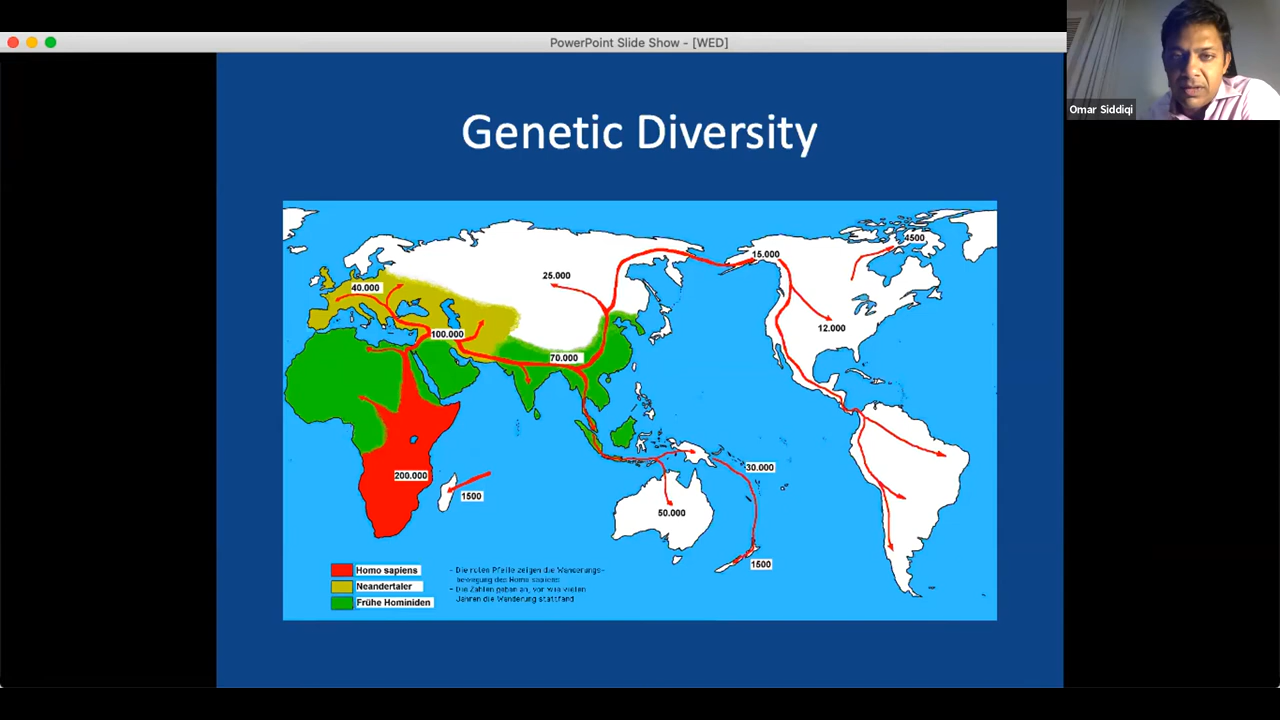 PowerPoint Slide Show - [WED]
Omar Siddiqi
Genetic Diversity
4500
15.000
25.000
40.000
12.000
100.000
70.000
30.000
200.000
1500
50.000
1500
Homo sapiens
Neandertaler
Frühe Hominiden
- Die roten Pfeile zeigen die Wanderungs-
bewegung des Homo sapiens
- Die Zahlen geben an, vor wie vielen
Jahren die Wanderung stattfand